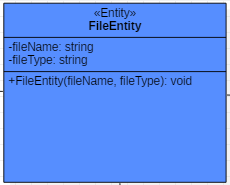 «Entity»
FileEntity
-fileName: string
-fileType: string
+FileEntity(fileName, fileType): void